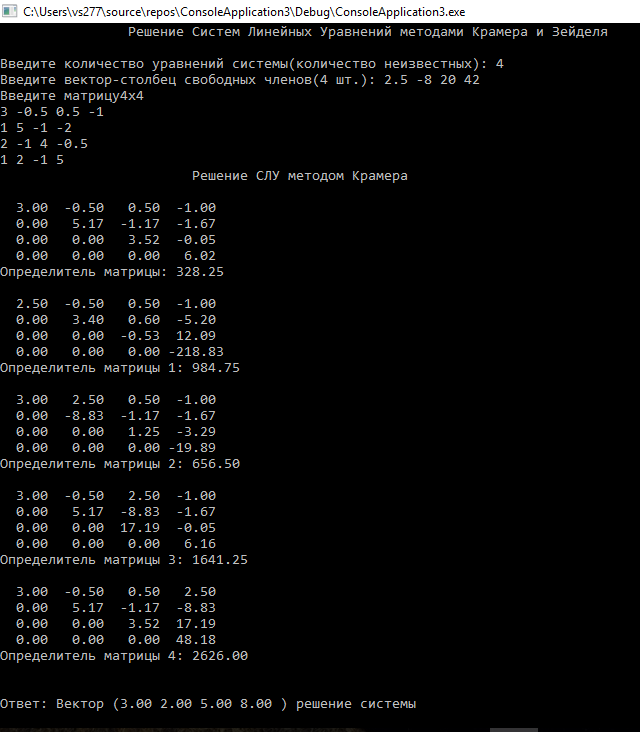 C:\Users\vs277\source\repos\ConsoleApplication3\Debug\ConsoleApplication3.exe
Решение Систем Линейных Уравнений методами Крамера и Зейделя
Введите количество уравнений системы(количество неизвестных): 4
Введите вектор-столбец свободных членов(4 шт.): 2.5 -8 20 42
Введите матрицу4x4
3 -0.5 0.5 -1
1 5 -1 -2
2 -1 4 -0.5
1 2 -1 5
Решение СЛУ методом Крамера
3.00 -0.50 0.50 -1.00
0.00 5.17 -1.17 -1.67
0.00 0.00 3.52 -0.05
0.00 0.00 0.00 6.02
Определитель матрицы: 328.25
2.50 -0.50 0.50 -1.00
0.00 3.40 0.60 -5.20
0.00 0.00 -0.53 12.09
0.00 0.00 0.00 -218.83
Определитель матрицы 1: 984.75
3.00 2.50 0.50 -1.00
0.00 -8.83 -1.17 -1.67
0.00 0.00 1.25 -3.29
0.00 0.00 0.00 -19.89
Определитель матрицы 2: 656.50
3.00 -0.50 2.50 -1.00
0.00 5.17 -8.83 -1.67
0.00 0.00 17.19 -0.05
0.00 0.00 0.00 6.16
Определитель матрицы 3: 1641.25
3.00 -0.50 0.50 2.50
0.00 5.17 -1.17 -8.83
0.00 0.00 3.52 17.19
0.00 0.00 0.00 48.18
Определитель матрицы 4: 2626.00
Ответ: Вектор (3.00 2.00 5.00 8.00 ) решение системы